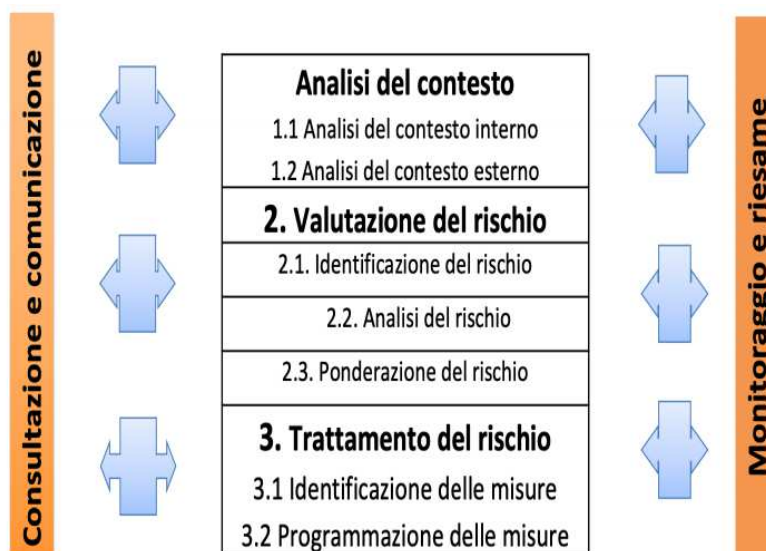 Consultazione e comunicazione
Analisi del contesto
1.1 Analisi del contesto interno
1.2 Analisi del contesto esterno
2. Valutazione del rischio
2.1. Identificazione del rischio
2.2. Analisi del rischio
2.3. Ponderazione del rischio
3. Trattamento del rischio
3.1 Identificazione delle misure
3.2 Programmazione delle misure
Monitoraggio e riesame